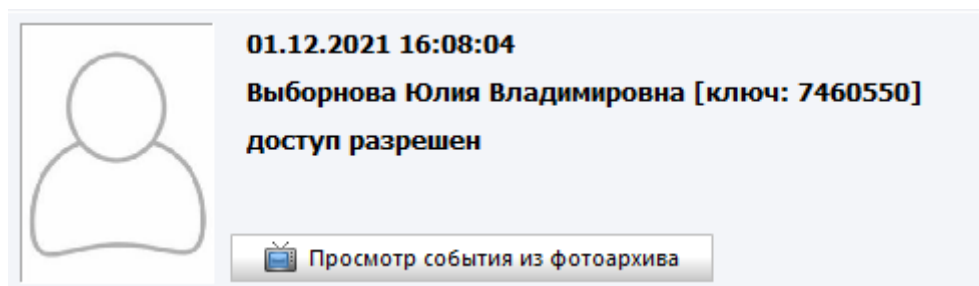 01.12.2021 16:08:04
Выборнова Юлия Владимировна [ключ: 7460550]
доступ разрешен
Просмотр события из фотоархива